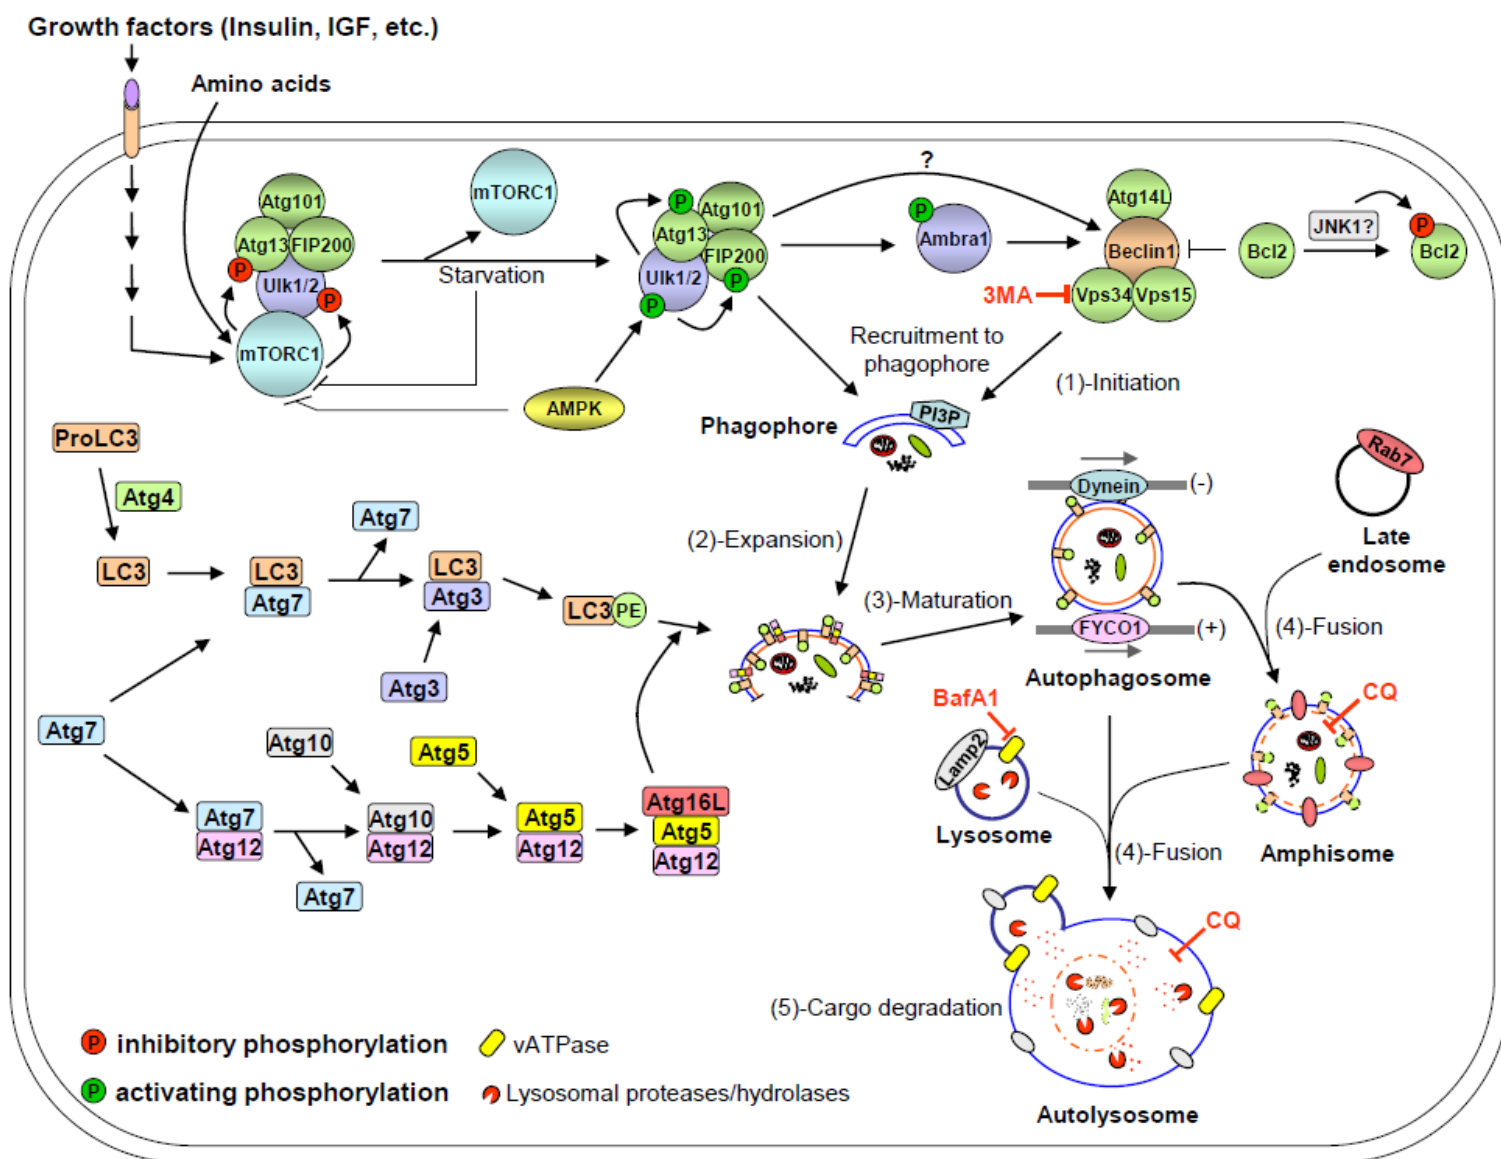 Growth factors (Insulin, IGF, etc.)
Amino acids
Atg101
Atg13
FIP200
P
Ulk1/2
P
mTORC1
mTORC1
Starvation
P
Atg101
Atg13
FIP200
Ulk1/2
P
P
AMPK
?
P
Ambra1
Atg14L
Beclin1
Vps34
Vps15
3MA
Bcl2
JNK1?
P
Bcl2
Recruitment to
phagophore
(1)-Initiation
Phagophore
PI3P
ProLC3
Atg4
LC3
LC3
Atg7
Atg7
LC3
Atg3
Atg3
LC3
PE
(2)-Expansion)
(3)-Maturation
Dynein
(-)
FYCO1
(+)
Autophagosome
Rab7
Late
endosome
(4)-Fusion
CQ
Amphisome
BafA1
Lamp2
Lysosome
(4)-Fusion
Atg7
Atg7
Atg12
Atg7
Atg10
Atg10
Atg12
Atg5
Atg5
Atg12
Atg16L
Atg5
Atg12
CQ
(5)-Cargo degradation
Autolysosome
P inhibitory phosphorylation
vATPase
P activating phosphorylation
Lysosomal proteases/hydrolases